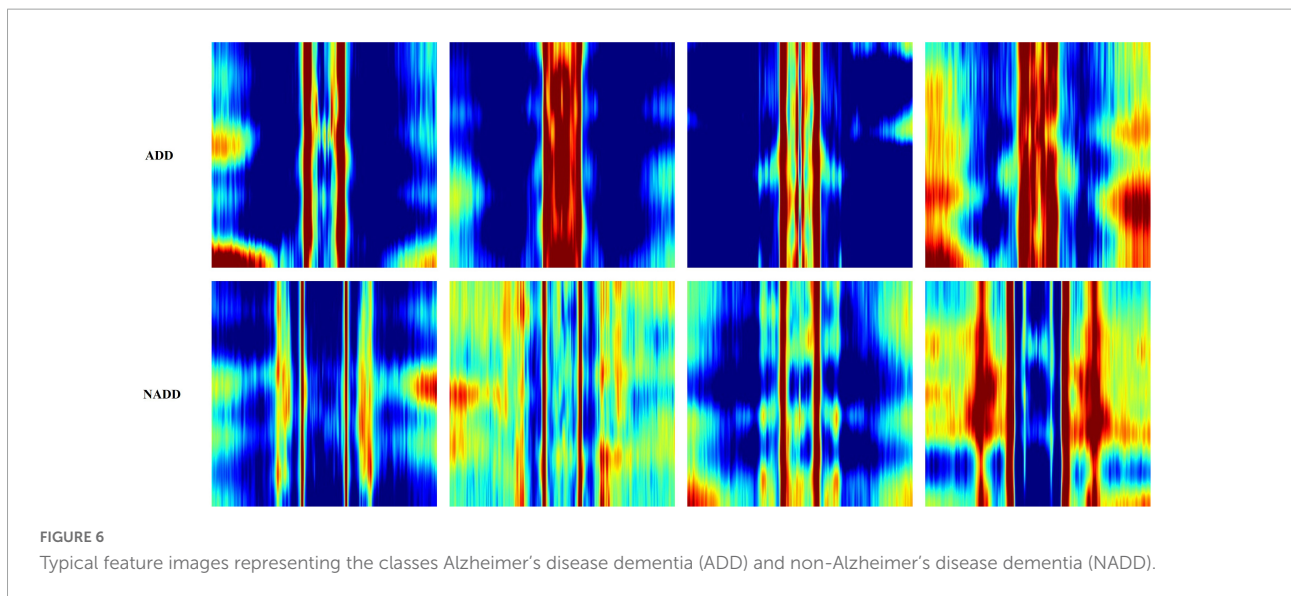 ADD
NADD
FIGURE 6
Typical feature images representing the classes Alzheimer’s disease dementia (ADD) and non-Alzheimer’s disease dementia (NADD).